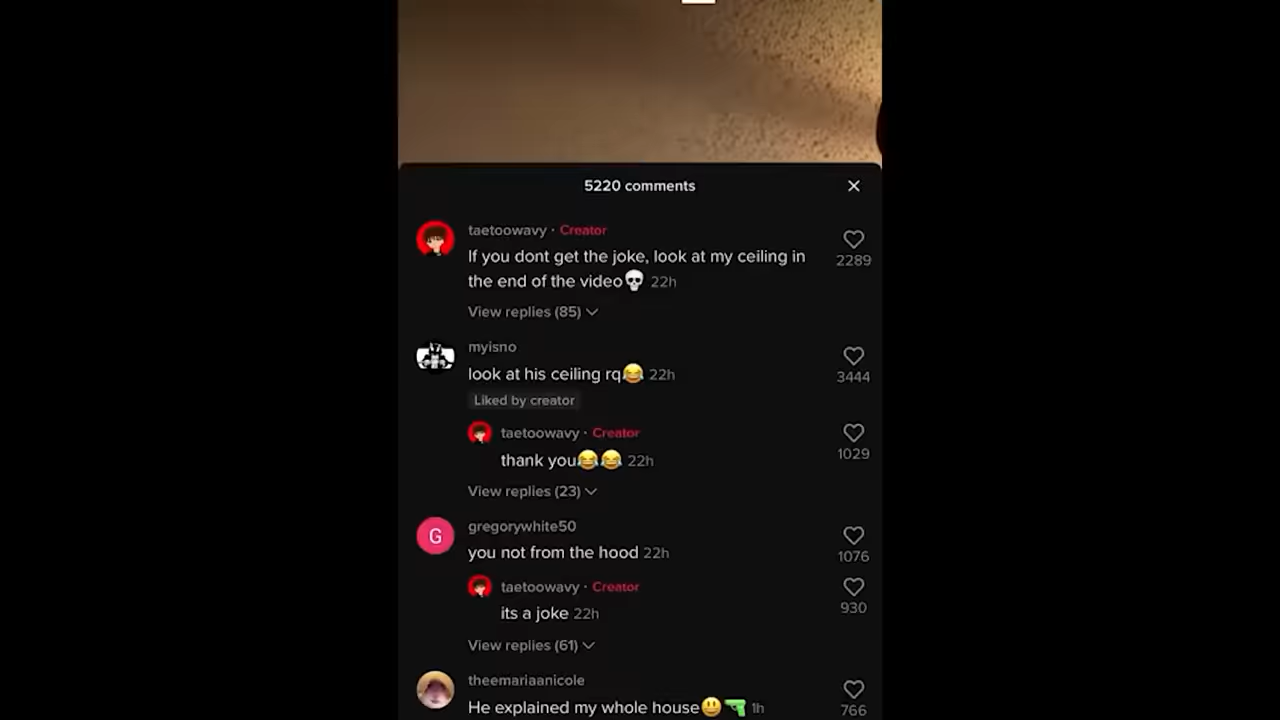 5220 comments
taetoowavy · Creator
If you dont get the joke, look at my ceiling in
the end of the video💀 22h
2289
View replies (85)
myisno
look at his ceiling rq😂 22h
3444
Liked by creator
taetoowavy · Creator
thank you😂😂 22h
1029
View replies (23)
G
gregorywhite50
you not from the hood 22h
1076
taetoowavy · Creator
its a joke 22h
930
View replies (61)
theemariaanicole
He explained my whole house😃🔫 1h
766